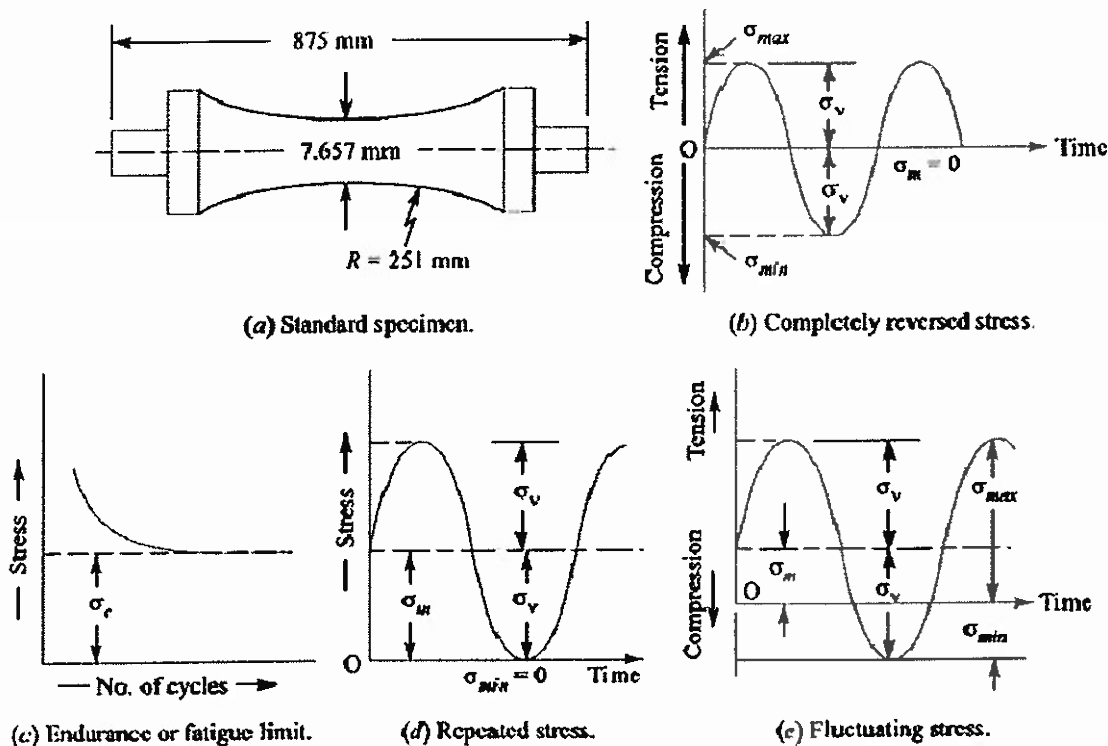 875 mm
7.657 mm
R = 251 mm
(a) Standard specimen.
Tension
Compression
σmax
σv
O
Time
σm = 0
σv
σmin
(b) Completely reversed stress.
Stress
σe
No. of cycles
(c) Endurance or fatigue limit.
Stress
σv
σm
σv
O
σmin = 0
Time
(d) Repeated stress.
Tension
Compression
σv
σmax
σm
O
σv
Time
σmin
(e) Fluctuating stress.